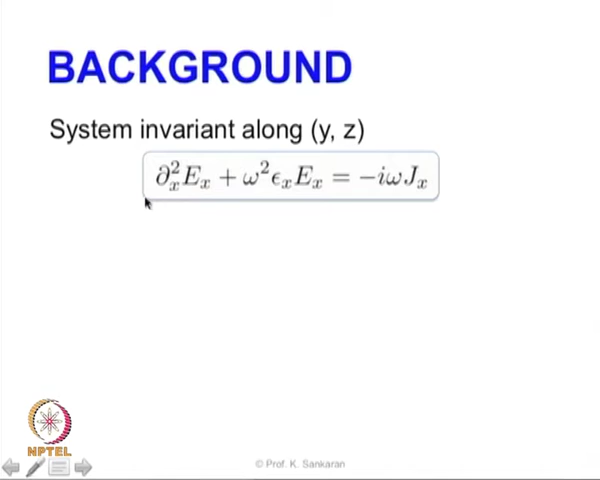 BACKGROUND
System invariant along (y, z)
∂²ₓEₓ + ω²ϵₓEₓ = −iωJₓ
NPTEL
© Prof. K. Sankaran